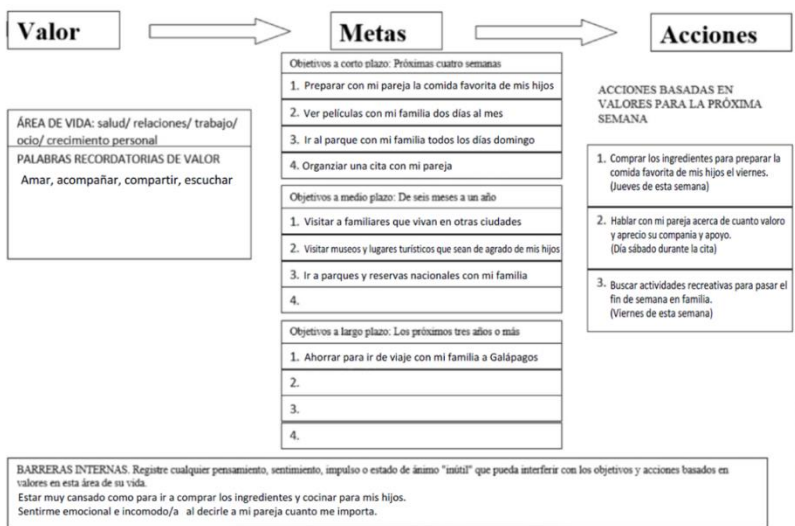 Valor
Metas
Acciones
ÁREA DE VIDA: salud/ relaciones/ trabajo/
ocio/ crecimiento personal
PALABRAS RECORDATORIAS DE VALOR
Amar, acompañar, compartir, escuchar
Objetivos a corto plazo: Próximas cuatro semanas
1. Preparar con mi pareja la comida favorita de mis hijos
2. Ver películas con mi familia dos días al mes
3. Ir al parque con mi familia todos los días domingo
4. Organziar una cita con mi pareja
Objetivos a medio plazo: De seis meses a un año
1. Visitar a familiares que vivan en otras ciudades
2. Visitar museos y lugares turísticos que sean de agrado de mis hijos
3. Ir a parques y reservas nacionales con mi familia
4.
Objetivos a largo plazo: Los próximos tres años o más
1. Ahorrar para ir de viaje con mi familia a Galápagos
2.
3.
4.
ACCIONES BASADAS EN
VALORES PARA LA PRÓXIMA
SEMANA
1. Comprar los ingredientes para preparar la
comida favorita de mis hijos el viernes.
(Jueves de esta semana)
2. Hablar con mi pareja acerca de cuanto valoro
y aprecio su compania y apoyo.
(Día sábado durante la cita)
3. Buscar actividades recreativas para pasar el
fin de semana en familia.
(Viernes de esta semana)
BARRERAS INTERNAS. Registre cualquier pensamiento, sentimiento, impulso o estado de ánimo "inútil" que pueda interferir con los objetivos y acciones basados en
valores en esta área de su vida.
Estar muy cansado como para ir a comprar los ingredientes y cocinar para mis hijos.
Sentirme emocional e incomodo/a al decirle a mi pareja cuanto me importa.